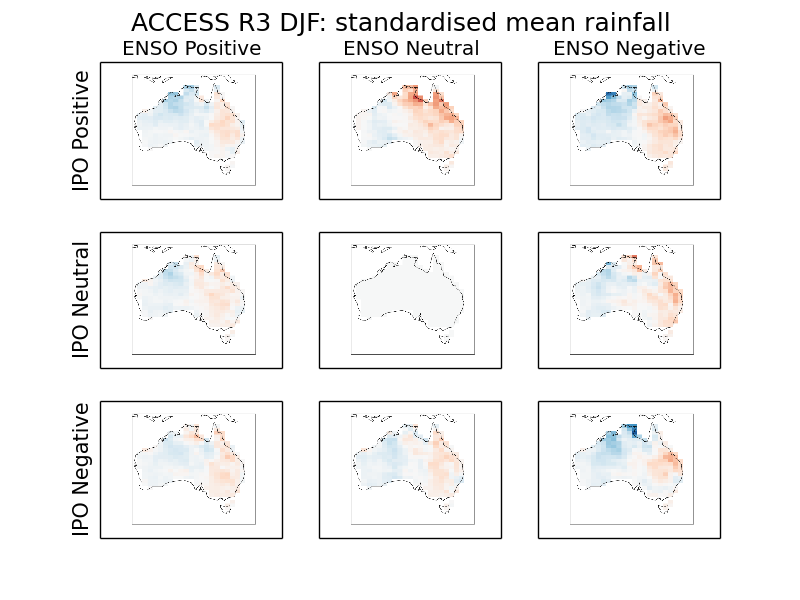 ACCESS R3 DJF: standardised mean rainfall
ENSO Positive
ENSO Neutral
ENSO Negative
IPO Positive
IPO Neutral
IPO Negative